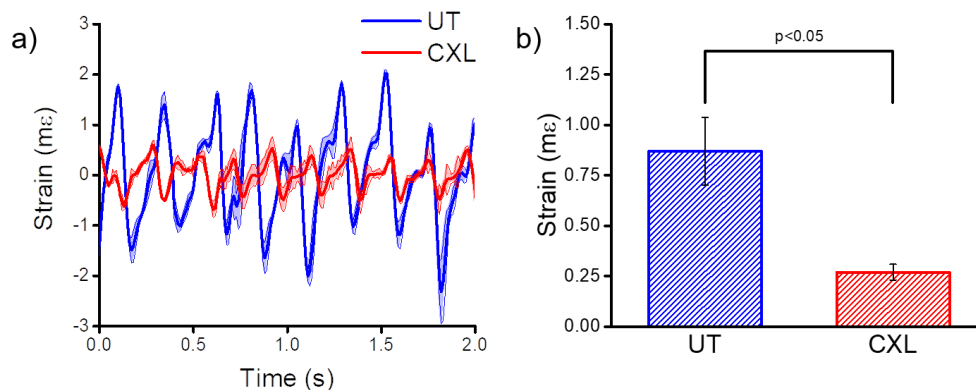 a)
UT
CXL
Strain (mε)
3
2
1
0
-1
-2
-3
0.0
0.5
1.0
1.5
2.0
Time (s)
b)
p<0.05
Strain (mε)
1.50
1.25
1.00
0.75
0.50
0.25
0.00
UT
CXL